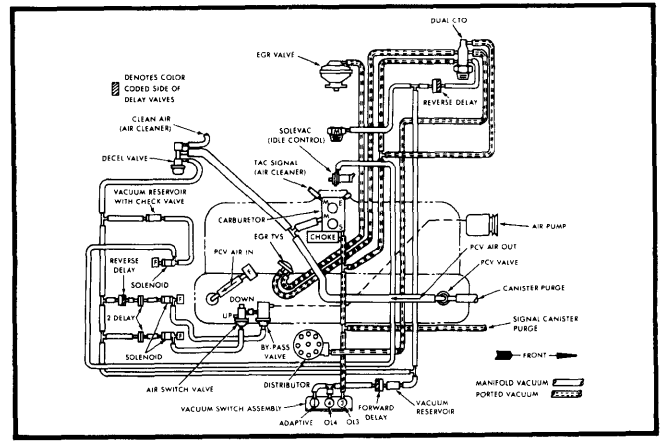 DUAL CTO
EGR VALVE
DENOTES COLOR
CODED SIDE OF
DELAY VALVES
REVERSE DELAY
CLEAN AIR
(AIR CLEANER)
SOLEVAC
(IDLE CONTROL)
DECEL VALVE
TAC SIGNAL
(AIR CLEANER)
VACUUM RESERVOIR
WITH CHECK VALVE
CARBURETOR
M
E
M
S
CHOKE
AIR PUMP
EGR TVS
PCV AIR IN
PCV AIR OUT
PCV VALVE
REVERSE
DELAY
SOLENOID
F
CANISTER PURGE
DOWN
UP
2 DELAY
F
F
SIGNAL CANISTER
PURGE
SOLENOID
BY-PASS
VALVE
FRONT
AIR SWITCH VALVE
DISTRIBUTOR
MANIFOLD VACUUM
PORTED VACUUM
VACUUM SWITCH ASSEMBLY
ADAPTIVE
OL4
OL3
FORWARD
DELAY
VACUUM
RESERVOIR